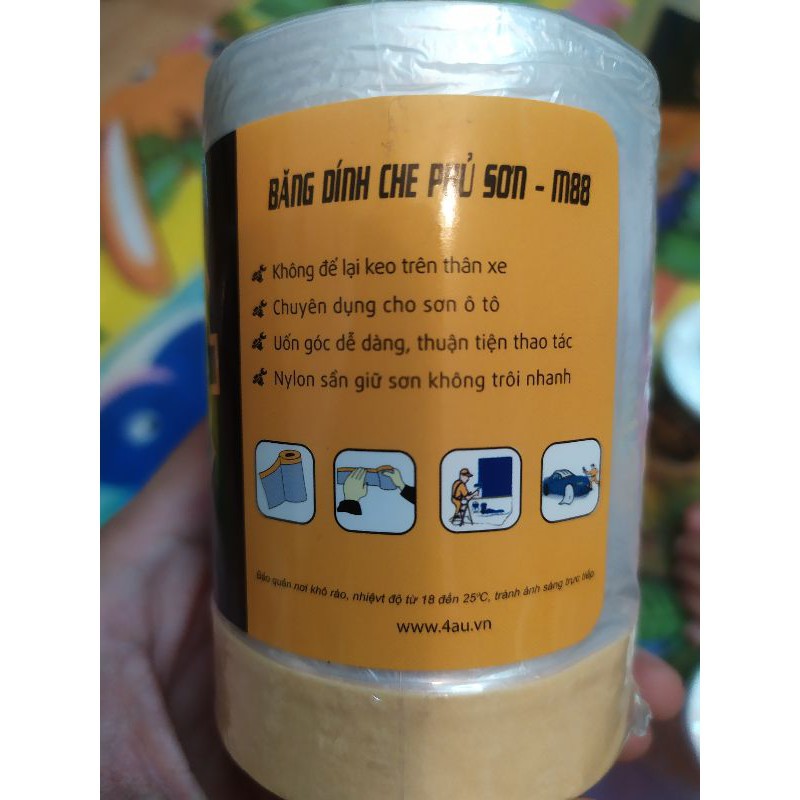 BĂNG DÍNH CHE PHỦ SƠN - M88
Không để lại keo trên thân xe
Chuyên dụng cho sơn ô tô
Uốn góc dễ dàng, thuận tiện thao tác
Nylon sần giữ sơn không trôi nhanh
Bảo quản nơi khô ráo, nhiệvt độ từ 18 đến 25ºC, tránh ánh sáng trực tiếp
www.4au.vn